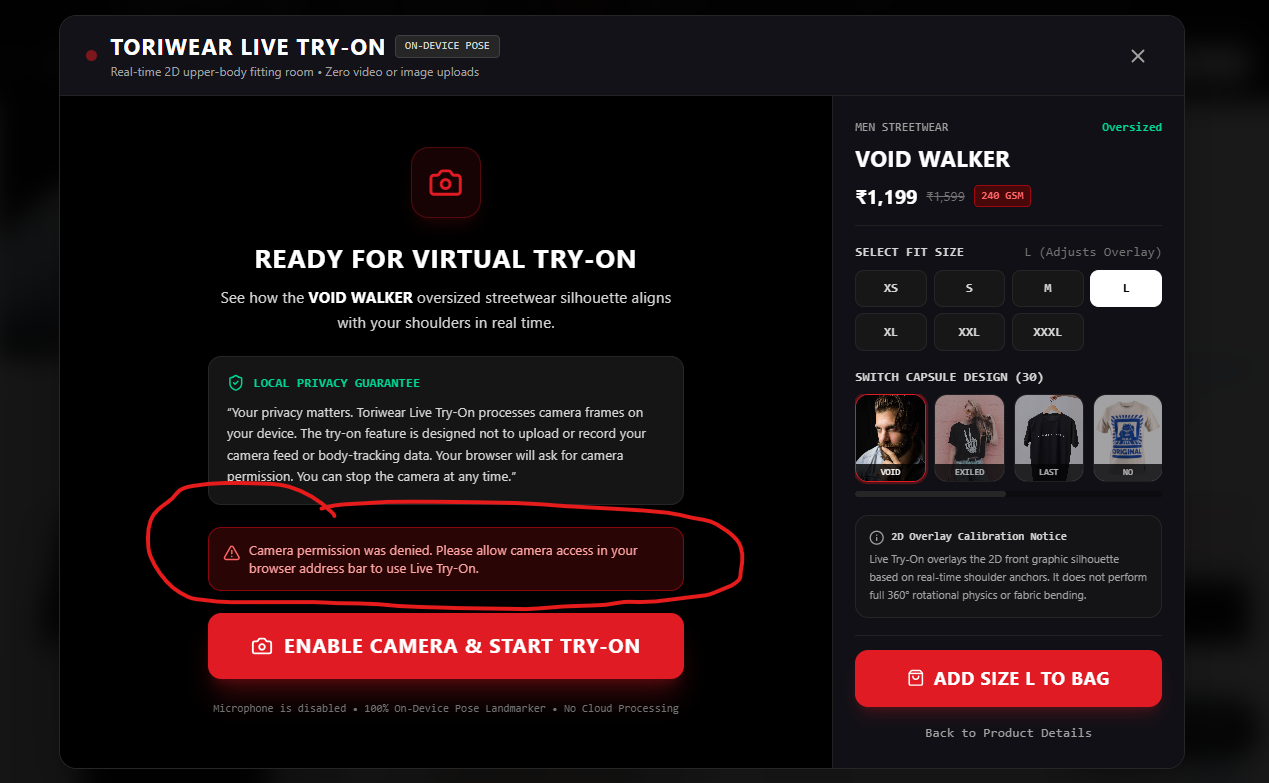 TORIWEAR LIVE TRY-ON
ON-DEVICE POSE
Real-time 2D upper-body fitting room • Zero video or image uploads
READY FOR VIRTUAL TRY-ON
See how the VOID WALKER oversized streetwear silhouette aligns
with your shoulders in real time.
LOCAL PRIVACY GUARANTEE
“Your privacy matters. Toriwear Live Try-On processes camera frames on
your device. The try-on feature is designed not to upload or record your
camera feed or body-tracking data. Your browser will ask for camera
permission. You can stop the camera at any time.”
Camera permission was denied. Please allow camera access in your
browser address bar to use Live Try-On.
ENABLE CAMERA & START TRY-ON
Microphone is disabled • 100% On-Device Pose Landmarker • No Cloud Processing
MEN STREETWEAR
Oversized
VOID WALKER
₹1,199 ₹1,599 240 GSM
SELECT FIT SIZE
L (Adjusts Overlay)
XS S M L
XL XXL XXXL
SWITCH CAPSULE DESIGN (30)
ORIGINAL
VOID EXILED LAST NO
2D Overlay Calibration Notice
Live Try-On overlays the 2D front graphic silhouette
based on real-time shoulder anchors. It does not perform
full 360° rotational physics or fabric bending.
ADD SIZE L TO BAG
Back to Product Details